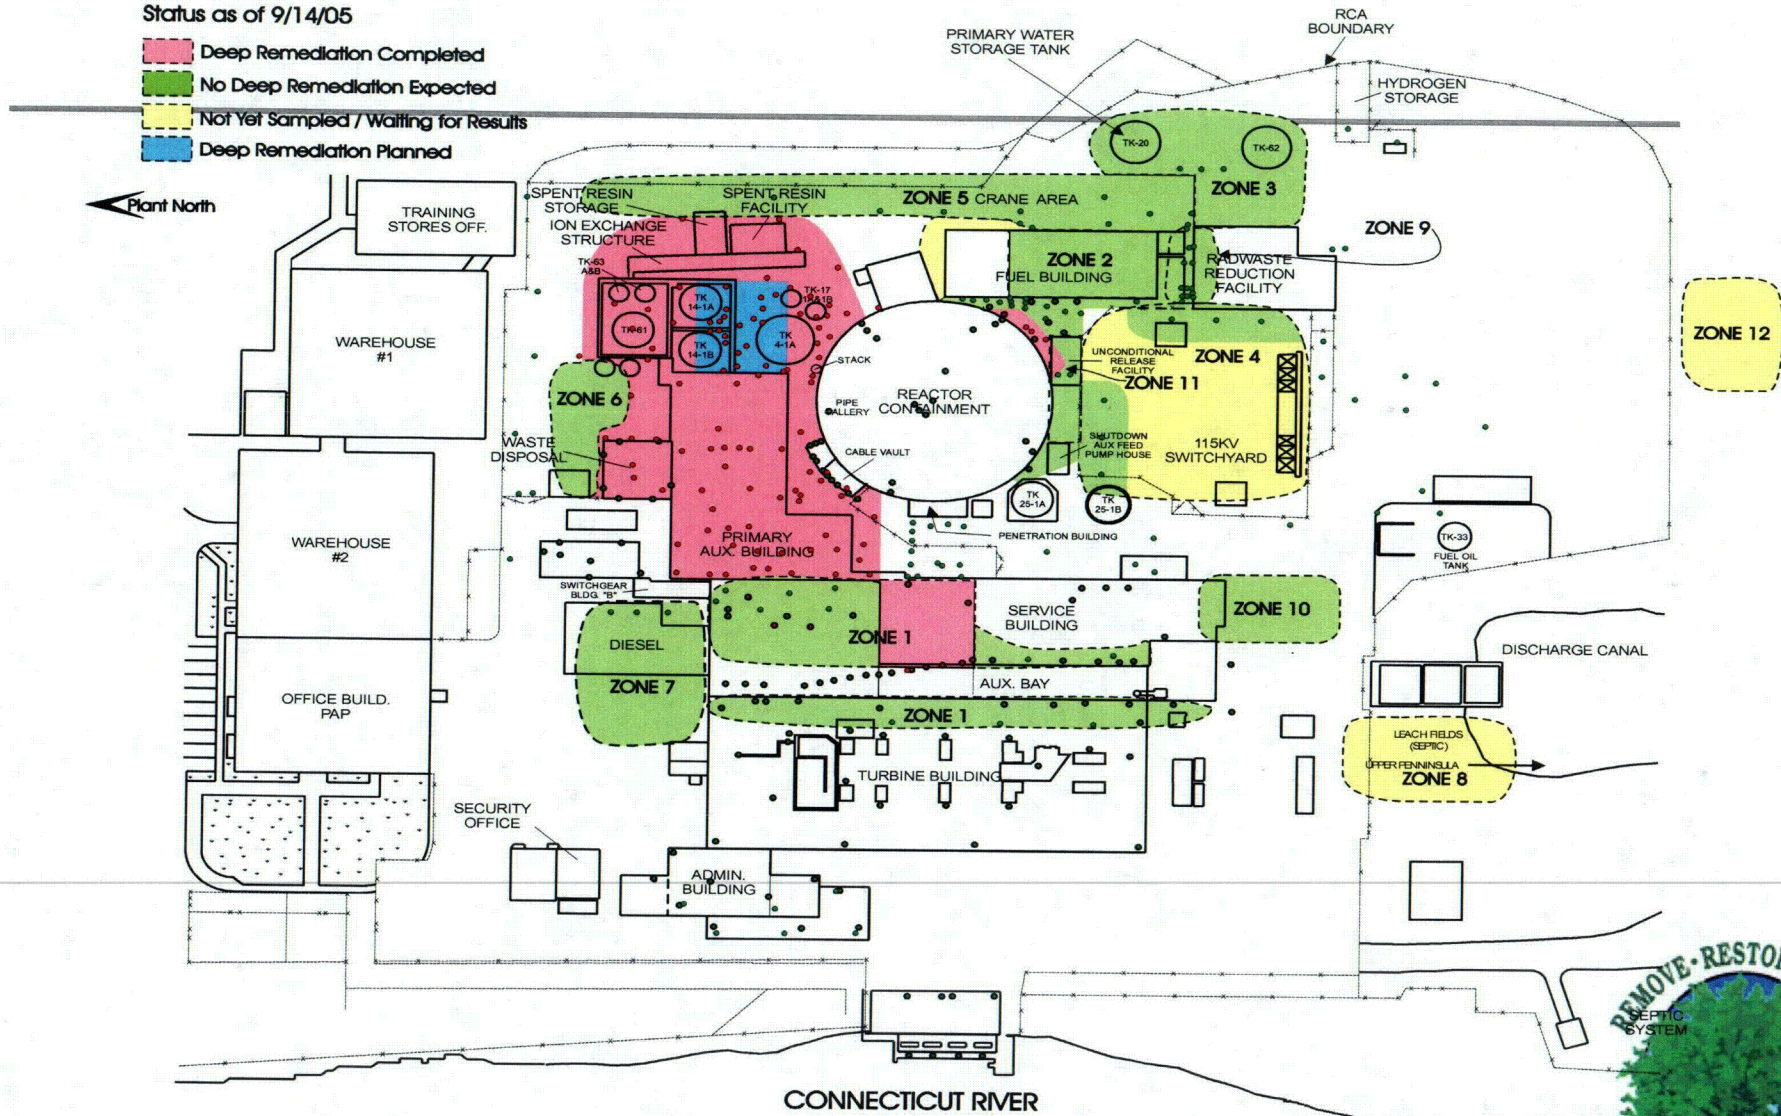 Status as of 9/14/05
Deep Remediation Completed
No Deep Remediation Expected
Not Yet Sampled / Waiting for Results
Deep Remediation Planned
Plant North
PRIMARY WATER
STORAGE TANK
RCA
BOUNDARY
HYDROGEN
STORAGE
TK-20
TK-62
ZONE 3
ZONE 5 CRANE AREA
ZONE 9
TRAINING
STORES OFF.
SPENT RESIN
STORAGE
SPENT RESIN
FACILITY
ION EXCHANGE
STRUCTURE
TK-63
A&B
TK
14-1A
TK-17
1A&1B
TK-61
TK
14-1B
TK
4-1A
STACK
ZONE 2
FUEL BUILDING
RADWASTE
REDUCTION
FACILITY
ZONE 12
WAREHOUSE
#1
ZONE 4
UNCONDITIONAL
RELEASE
FACILITY
ZONE 11
ZONE 6
REACTOR
CONTAINMENT
PIPE
GALLERY
CABLE VAULT
SHUTDOWN
AUX FEED
PUMP HOUSE
115KV
SWITCHYARD
WASTE
DISPOSAL
TK
25-1A
TK
25-1B
PENETRATION BUILDING
TK-33
FUEL OIL
TANK
WAREHOUSE
#2
PRIMARY
AUX. BUILDING
SWITCHGEAR
BLDG. "B"
DIESEL
ZONE 7
ZONE 1
SERVICE
BUILDING
ZONE 10
DISCHARGE CANAL
AUX. BAY
ZONE 1
OFFICE BUILD.
PAP
LEACH FIELDS
(SEPTIC)
UPPER PENNINSULA
ZONE 8
TURBINE BUILDING
SECURITY
OFFICE
ADMIN.
BUILDING
REMOVE·RESTO
SEPTIC
SYSTEM
CONNECTICUT RIVER